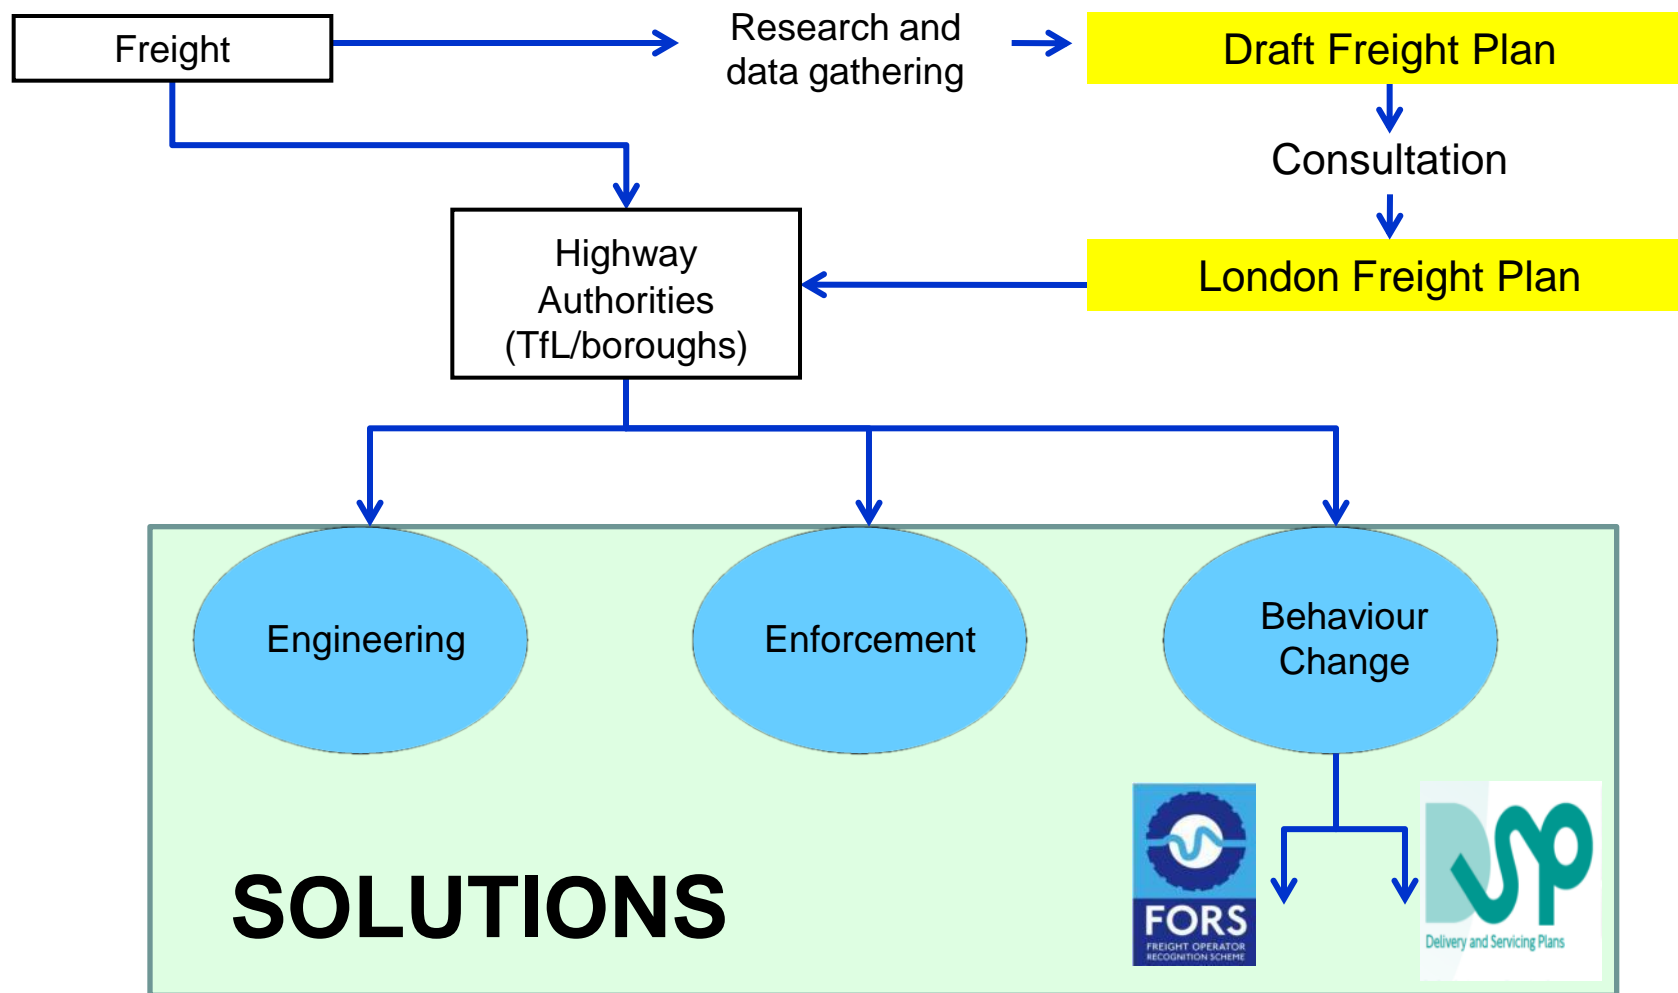 Freight
Research and
data gathering
Draft Freight Plan
Consultation
London Freight Plan
Highway
Authorities
(TfL/boroughs)
Engineering
Enforcement
Behaviour
Change
SOLUTIONS
FORS
FREIGHT OPERATOR
RECOGNITION SCHEME
DSP
Delivery and Servicing Plans